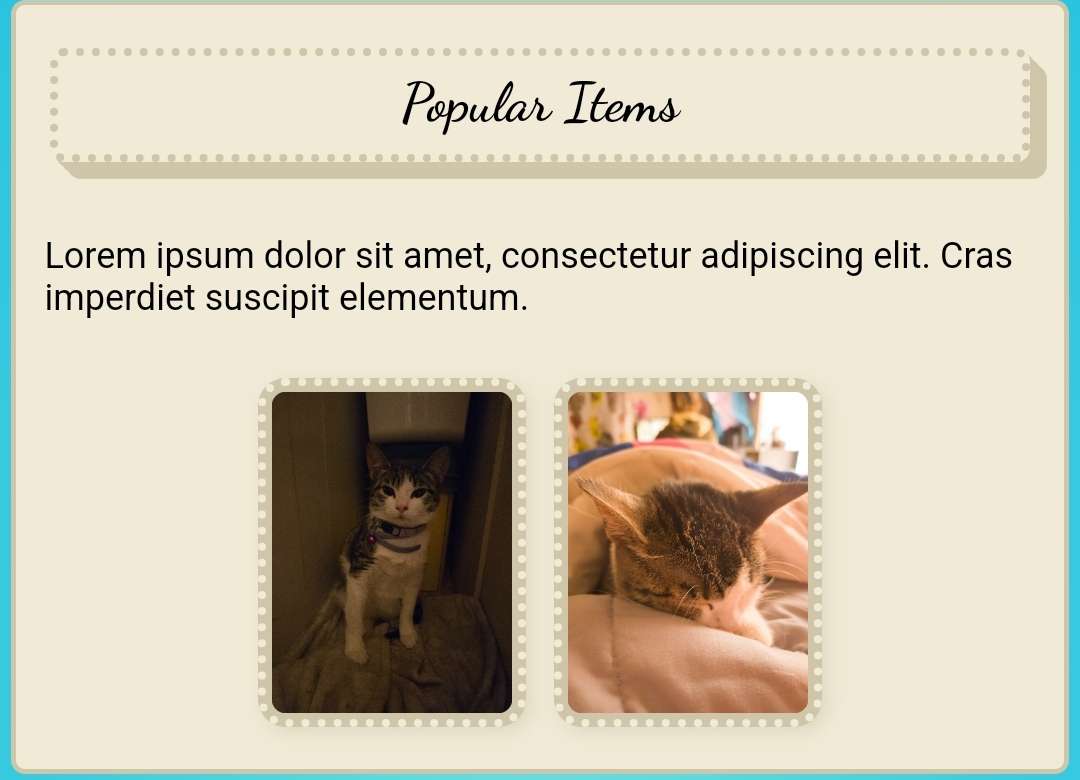 Popular Items
Lorem ipsum dolor sit amet, consectetur adipiscing elit. Cras
imperdiet suscipit elementum.